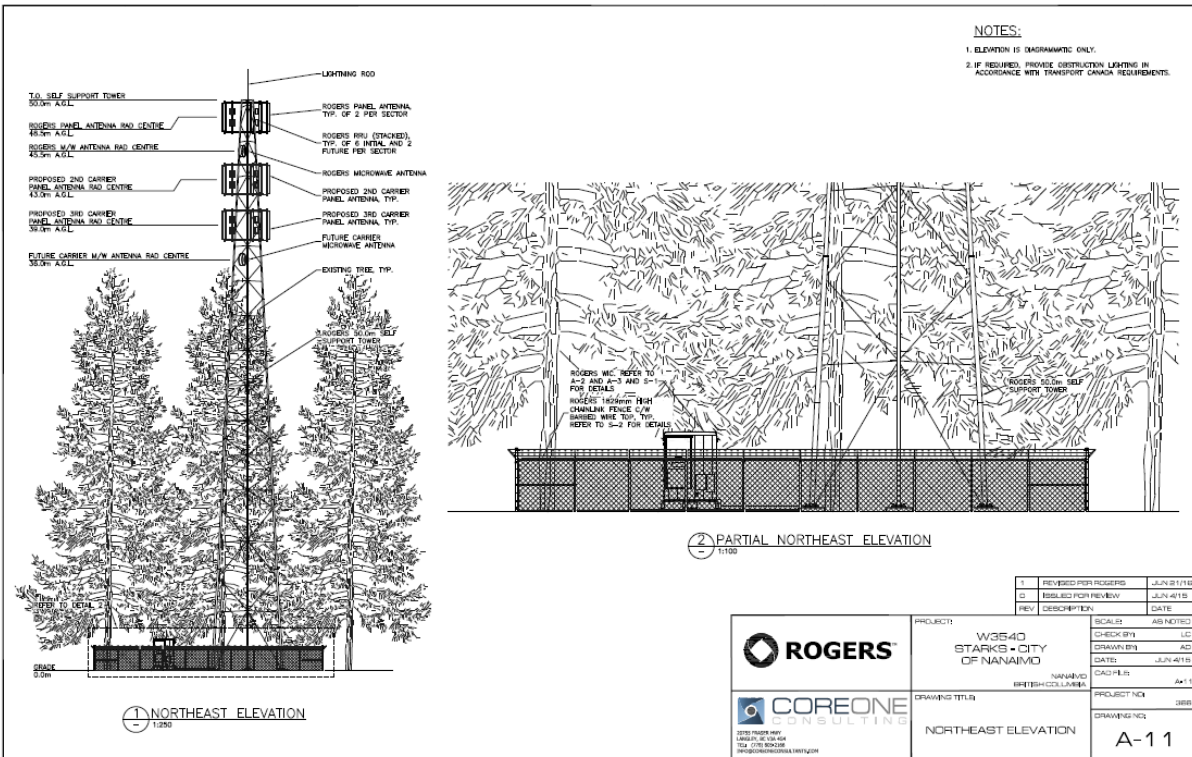 NOTES:
1. ELEVATION IS DIAGRAMMATIC ONLY.
2. IF REQUIRED, PROVIDE OBSTRUCTION LIGHTING IN
ACCORDANCE WITH TRANSPORT CANADA REQUIREMENTS.
LIGHTNING ROD
T.O. SELF SUPPORT TOWER
50.0m A.G.L.
ROGERS PANEL ANTENNA RAD CENTRE
48.5m A.G.L.
ROGERS M/W ANTENNA RAD CENTRE
45.5m A.G.L.
PROPOSED 2ND CARRIER
PANEL ANTENNA RAD CENTRE
43.0m A.G.L.
PROPOSED 3RD CARRIER
PANEL ANTENNA RAD CENTRE
39.0m A.G.L.
FUTURE CARRIER M/W ANTENNA RAD CENTRE
36.0m A.G.L.
ROGERS PANEL ANTENNA,
TYP. OF 2 PER SECTOR
ROGERS RRU (STACKED),
TYP. OF 6 INITIAL AND 2
FUTURE PER SECTOR
ROGERS MICROWAVE ANTENNA
PROPOSED 2ND CARRIER
PANEL ANTENNA, TYP.
PROPOSED 3RD CARRIER
PANEL ANTENNA, TYP.
FUTURE CARRIER
MICROWAVE ANTENNA
EXISTING TREE, TYP.
ROGERS 50.0m SELF
SUPPORT TOWER
REFER TO DETAIL 2
GRADE
0.0m
1 NORTHEAST ELEVATION
1:250
ROGERS WIC. REFER TO
A-2 AND A-3 AND S-1
FOR DETAILS
ROGERS 1829mm HIGH
CHAINLINK FENCE C/W
BARBED WIRE TOP, TYP.
REFER TO S-2 FOR DETAILS
ROGERS 50.0m SELF
SUPPORT TOWER
2 PARTIAL NORTHEAST ELEVATION
1:100
1 REVISED PER ROGERS
0 ISSUED FOR REVIEW JUN 4/15
REV DESCRIPTION DATE
ROGERS™
COREONE
CONSULTING
LANGLEY, BC
PROJECT:
W3540
STARKS - CITY
OF NANAIMO
NANAIMO
BRITISH COLUMBIA
DRAWING TITLE:
NORTHEAST ELEVATION
SCALE: AS NOTED
CHECK BY: LC
DRAWN BY: AD
DATE: JUN 4/15
CAD FILE: A-11
PROJECT NO:
DRAWING NO:
A-11